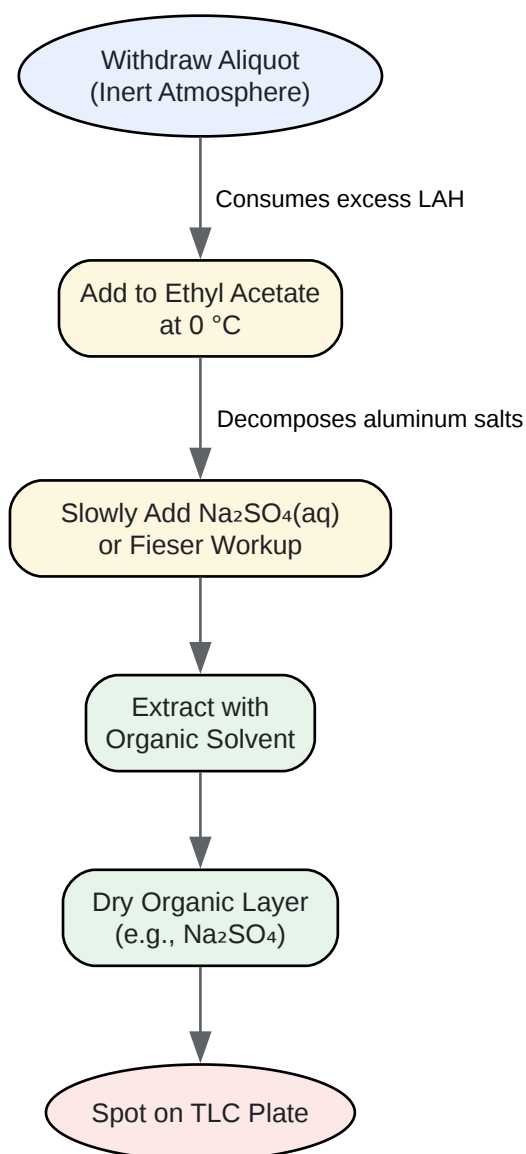 Withdraw Aliquot
(Inert Atmosphere)
Consumes excess LAH
Add to Ethyl Acetate
at 0 °C
Decomposes aluminum salts
Slowly Add Na₂SO₄(aq)
or Fieser Workup
Extract with
Organic Solvent
Dry Organic Layer
(e.g., Na₂SO₄)
Spot on TLC Plate